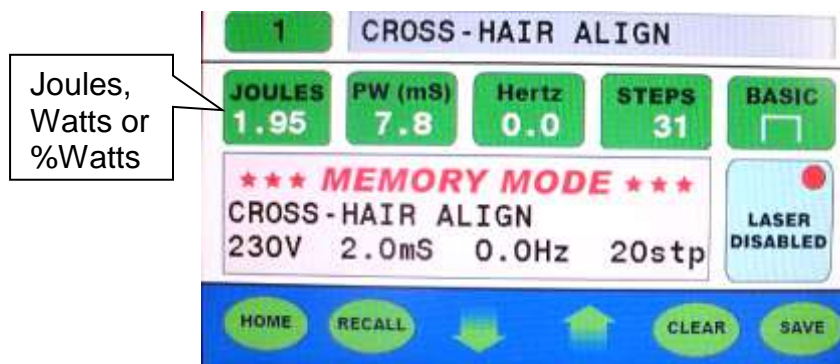 1 CROSS-HAIR ALIGN
Joules,
Watts or
%Watts
JOULES PW (mS) Hertz STEPS BASIC
1.95 7.8 0.0 31
*** MEMORY MODE ***
CROSS-HAIR ALIGN
230V 2.0mS 0.0Hz 20stp
LASER
DISABLED
HOME RECALL CLEAR SAVE